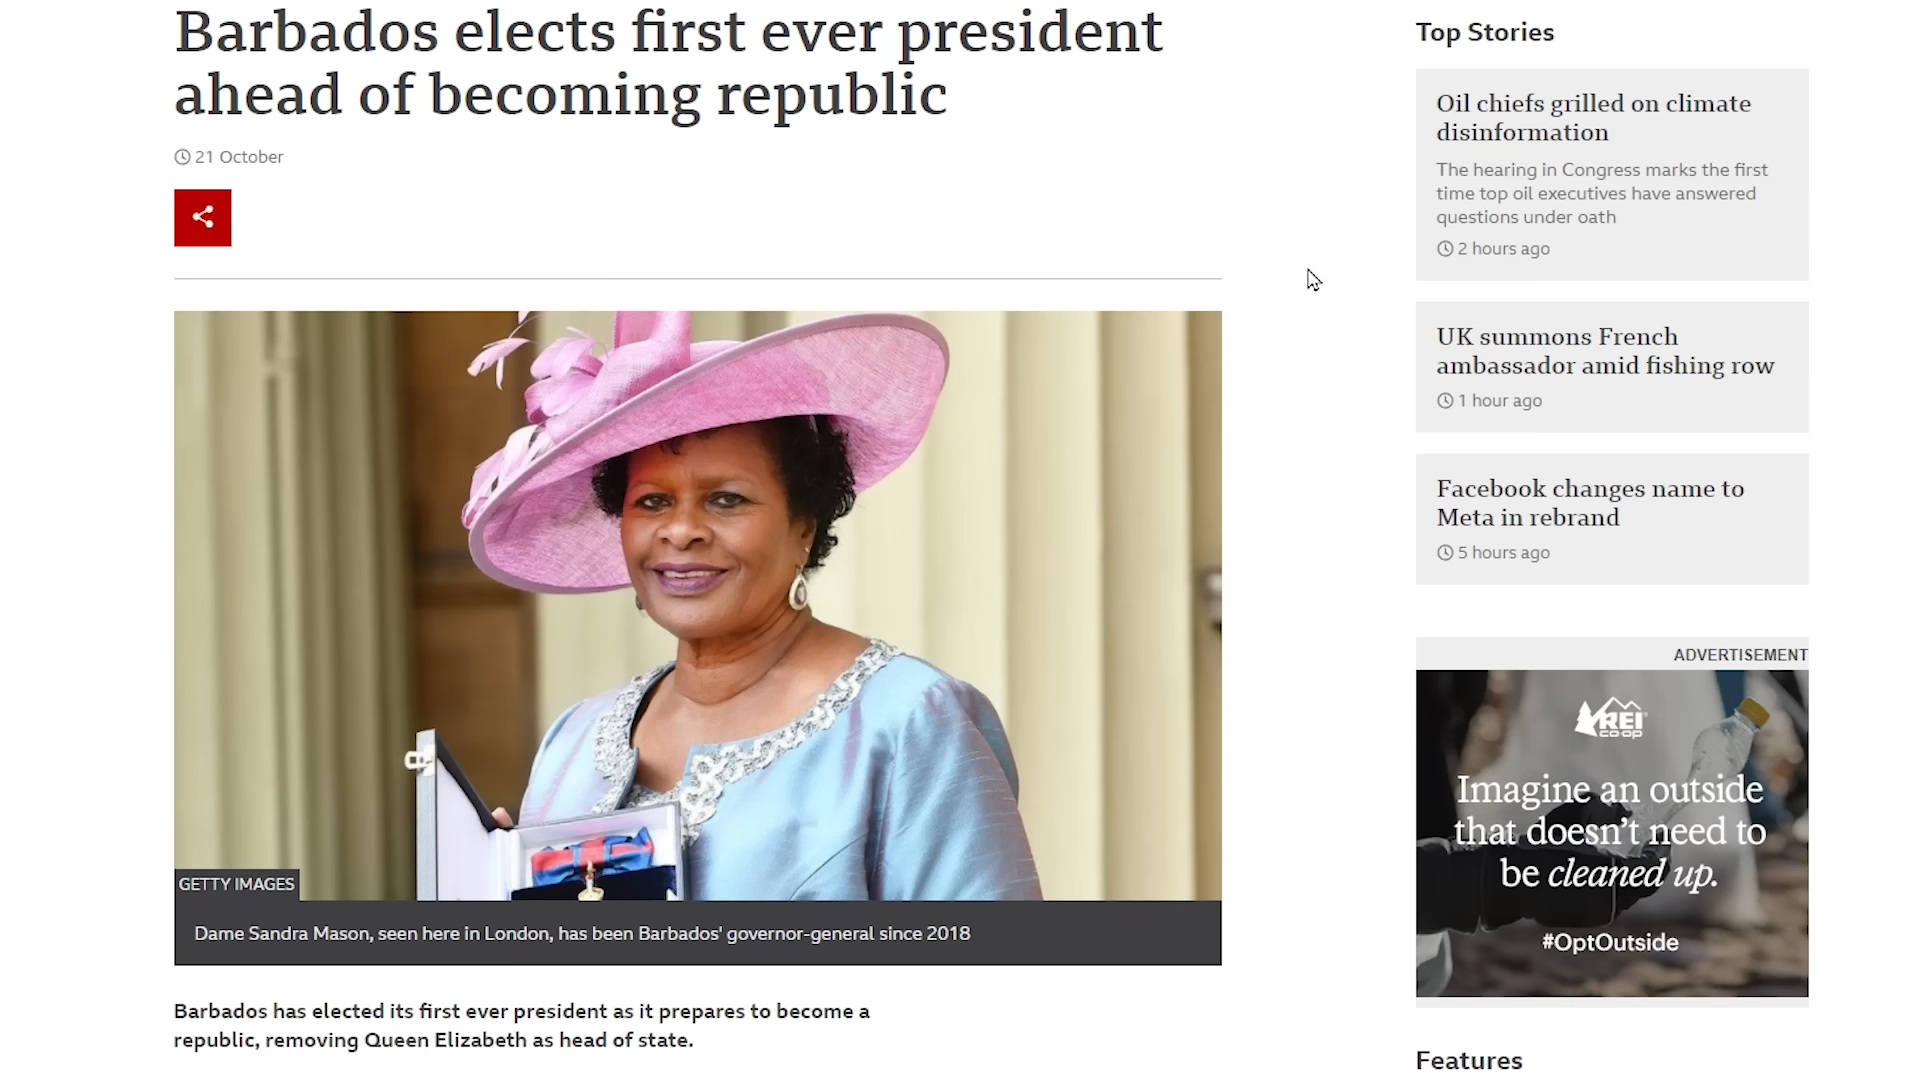 Barbados elects first ever president
ahead of becoming republic
21 October
GETTY IMAGES
Dame Sandra Mason, seen here in London, has been Barbados' governor-general since 2018
Barbados has elected its first ever president as it prepares to become a
republic, removing Queen Elizabeth as head of state.
Top Stories
Oil chiefs grilled on climate
disinformation
The hearing in Congress marks the first
time top oil executives have answered
questions under oath
2 hours ago
UK summons French
ambassador amid fishing row
1 hour ago
Facebook changes name to
Meta in rebrand
5 hours ago
ADVERTISEMENT
REI
CO·OP
Imagine an outside
that doesn't need to
be cleaned up.
#OptOutside
Features